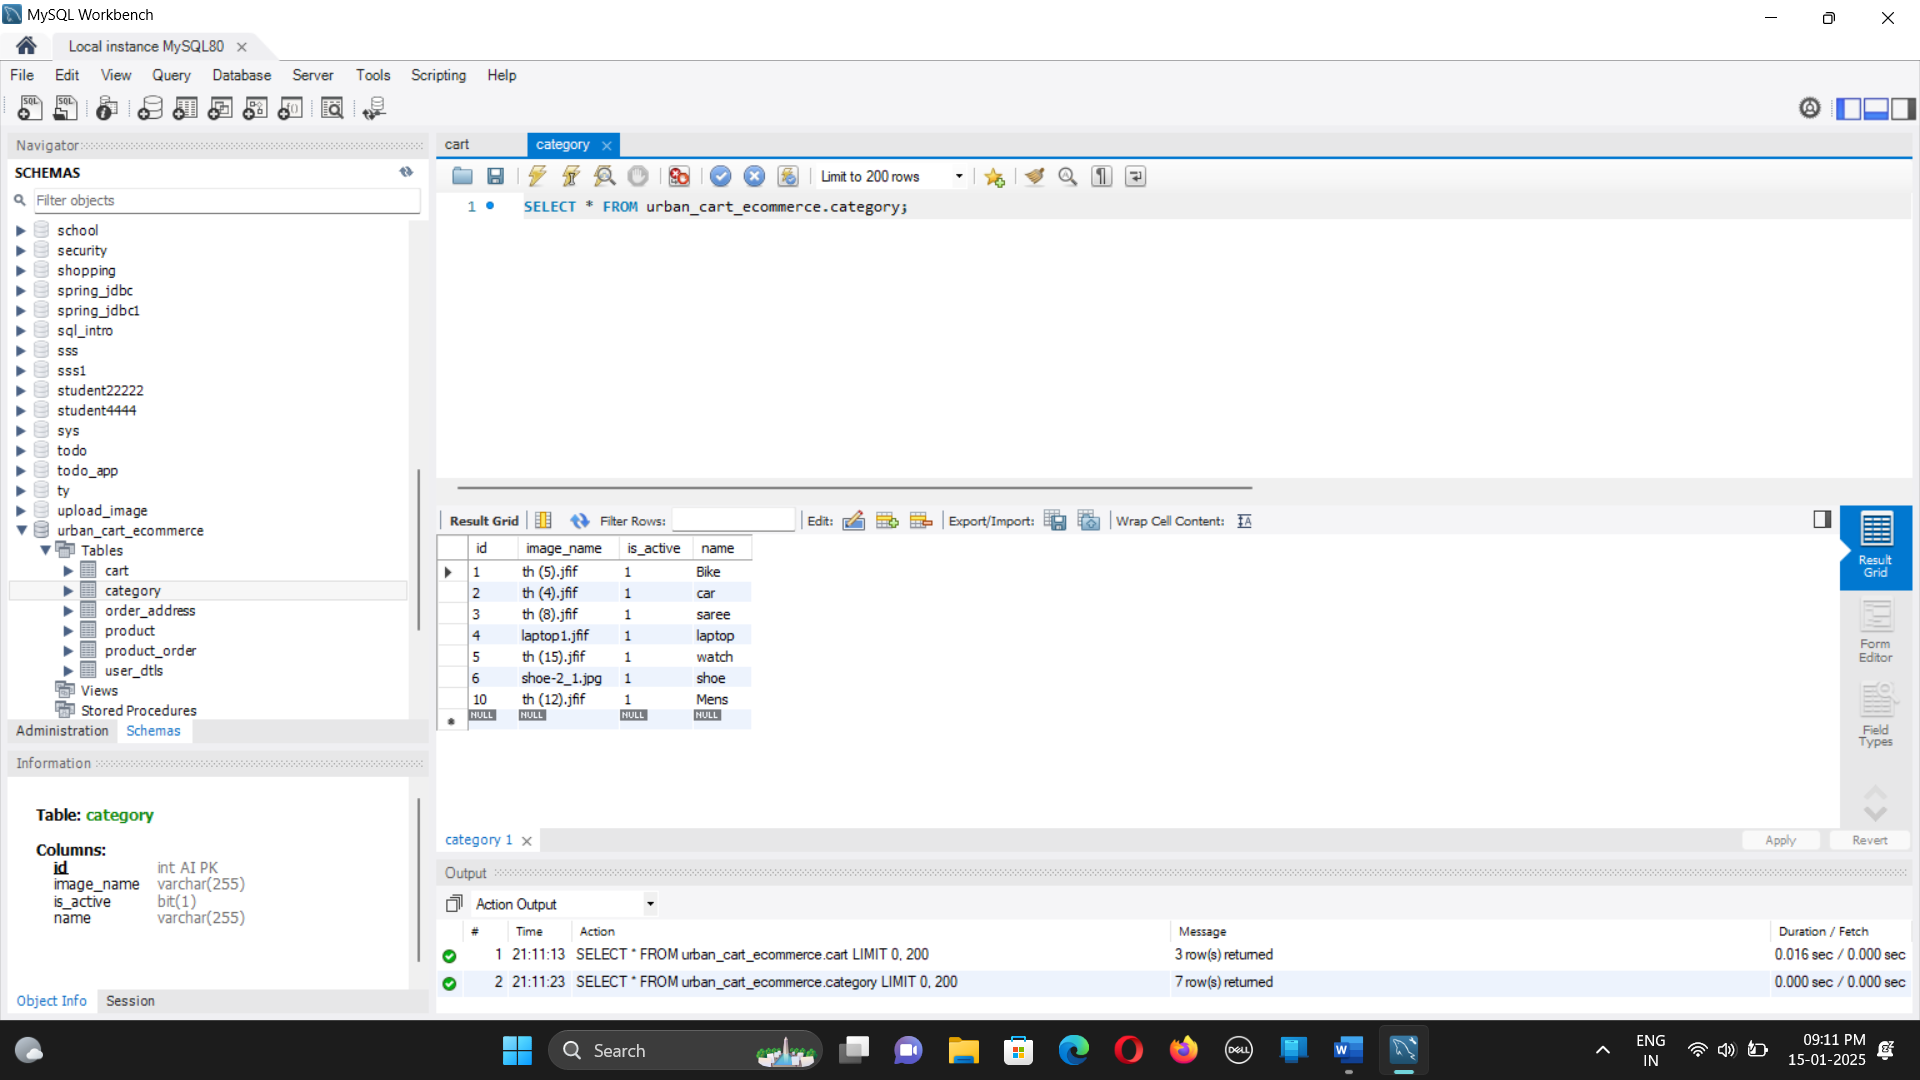 MySQL Workbench
Local instance MySQL80
File Edit View Query Database Server Tools Scripting Help
Navigator
SCHEMAS
Filter objects
school
security
shopping
spring_jdbc
spring_jdbc1
sql_intro
sss
sss1
student22222
student4444
sys
todo
todo_app
ty
upload_image
urban_cart_ecommerce
Tables
cart
category
order_address
product
product_order
user_dtls
Views
Stored Procedures
Administration Schemas
Information
Table: category
Columns:
id int AI PK
image_name varchar(255)
is_active bit(1)
name varchar(255)
Object Info Session
cart category
Limit to 200 rows
1 SELECT * FROM urban_cart_ecommerce.category;
Result Grid Filter Rows: Edit: Export/Import: Wrap Cell Content:
id image_name is_active name
1 th (5).jfif 1 Bike
2 th (4).jfif 1 car
3 th (8).jfif 1 saree
4 laptop1.jfif 1 laptop
5 th (15).jfif 1 watch
6 shoe-2_1.jpg 1 shoe
10 th (12).jfif 1 Mens
NULL NULL NULL NULL
Result Grid
Form Editor
Field Types
category 1 Apply Revert
Output
Action Output
# Time Action Message Duration / Fetch
1 21:11:13 SELECT * FROM urban_cart_ecommerce.cart LIMIT 0, 200 3 row(s) returned 0.016 sec / 0.000 sec
2 21:11:23 SELECT * FROM urban_cart_ecommerce.category LIMIT 0, 200 7 row(s) returned 0.000 sec / 0.000 sec
Search
DELL
ENG
IN
09:11 PM
15-01-2025